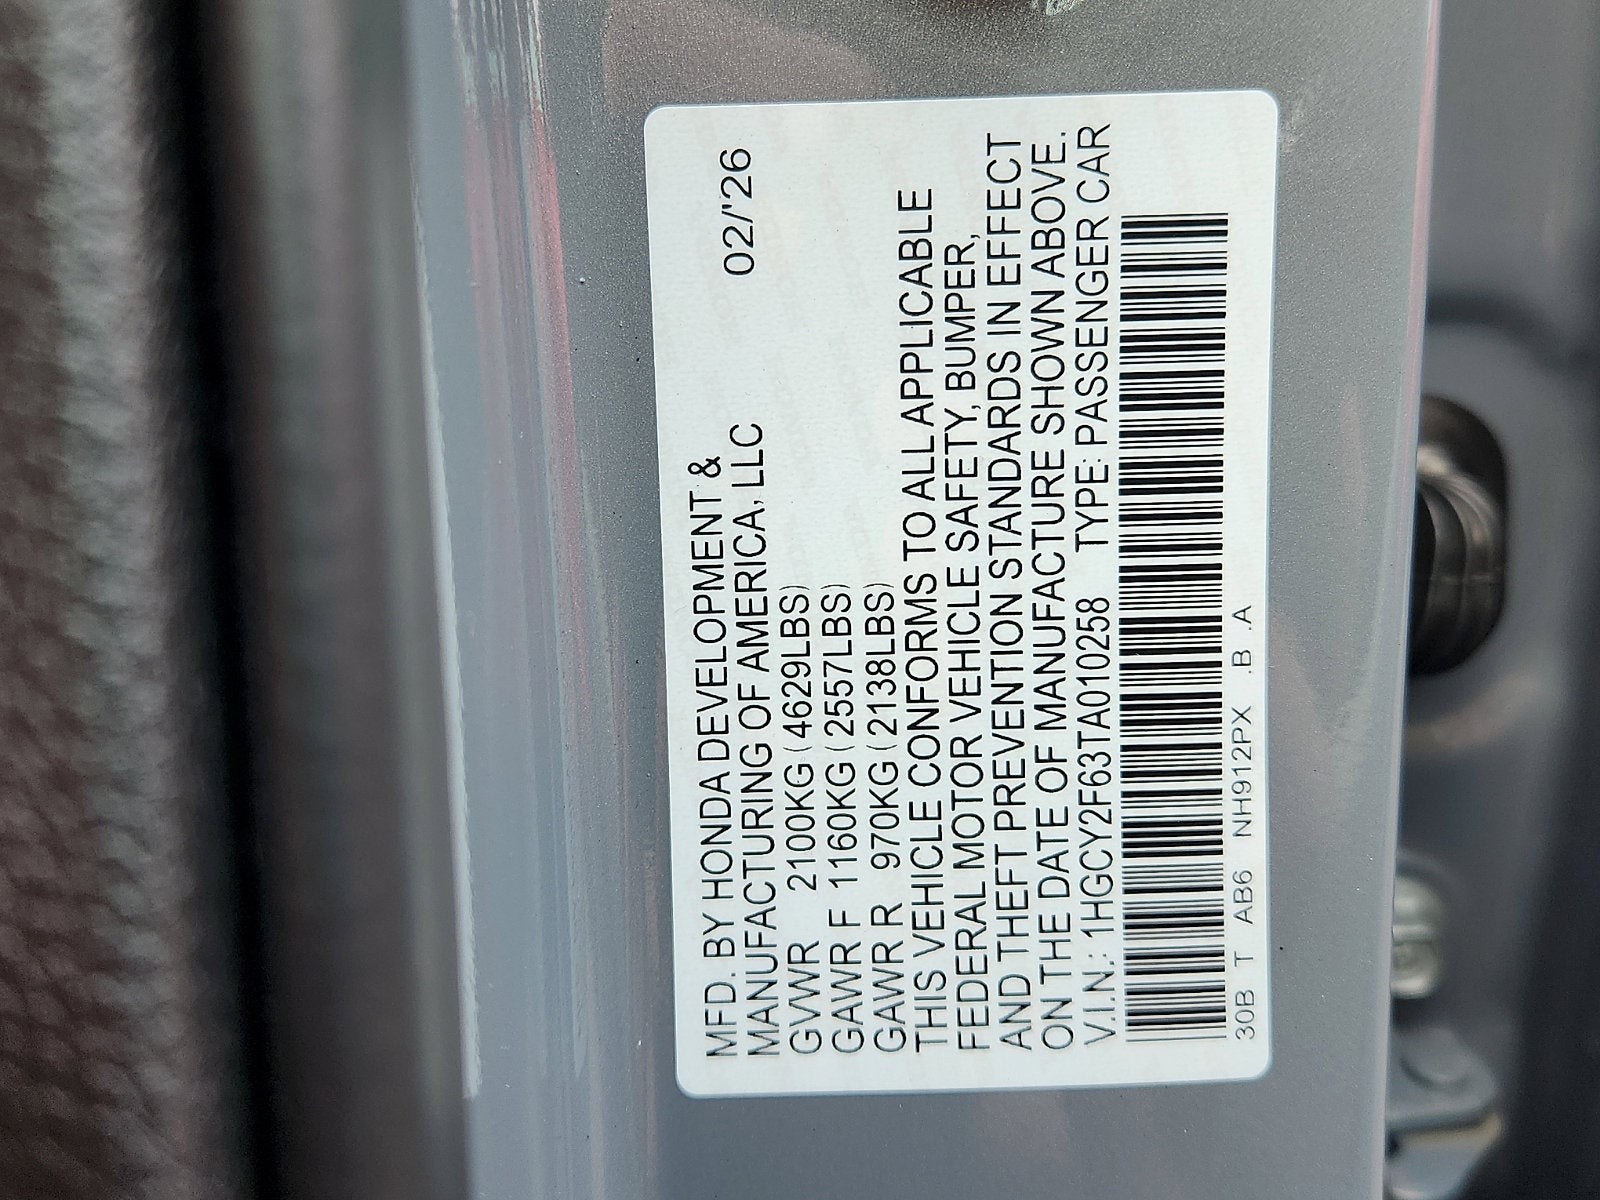 MFD. BY HONDA DEVELOPMENT &
MANUFACTURING OF AMERICA, LLC 02/'26
GVWR 2100KG (4629LBS)
GAWR F 1160KG (2557LBS)
GAWR R 970KG (2138LBS)
THIS VEHICLE CONFORMS TO ALL APPLICABLE
FEDERAL MOTOR VEHICLE SAFETY, BUMPER,
AND THEFT PREVENTION STANDARDS IN EFFECT
ON THE DATE OF MANUFACTURE SHOWN ABOVE.
V.I.N.: 1HGCY2F63TA010258 TYPE: PASSENGER CAR
30B T AB6 NH912PX .B .A